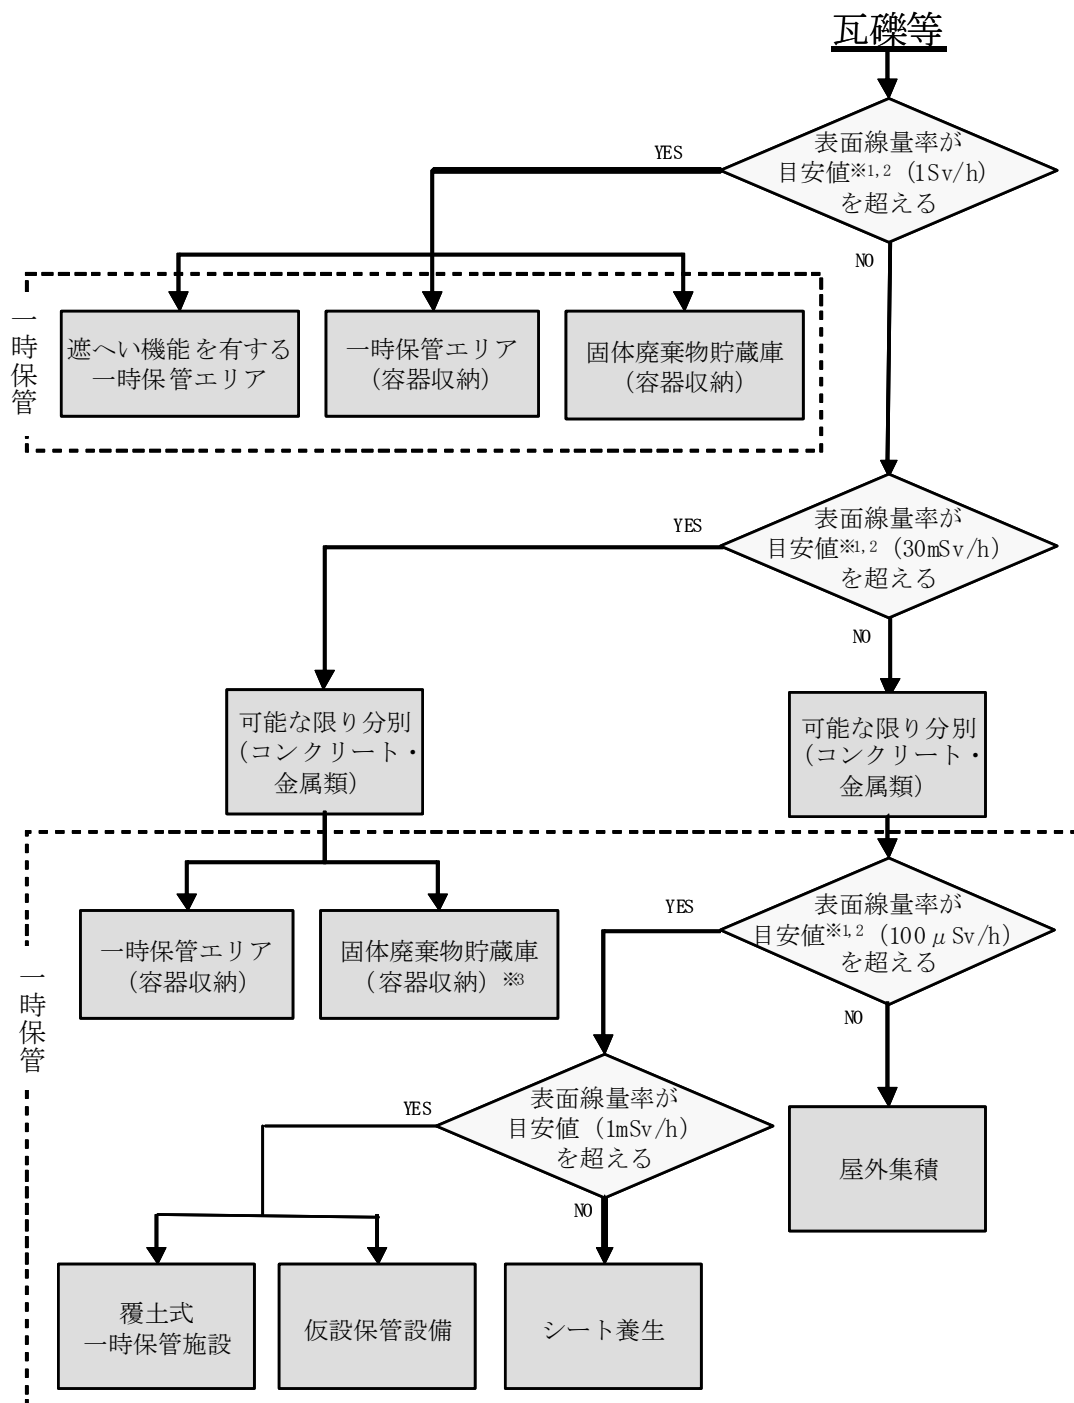 瓦礫等
表面線量率が
目安値※1,2（1Sv/h）
を超える
YES
NO
一時保管
遮へい機能を有する
一時保管エリア
一時保管エリア
（容器収納）
固体廃棄物貯蔵庫
（容器収納）
表面線量率が
目安値※1,2（30mSv/h）
を超える
YES
NO
可能な限り分別
（コンクリート・
金属類）
可能な限り分別
（コンクリート・
金属類）
一時保管
一時保管エリア
（容器収納）
固体廃棄物貯蔵庫
（容器収納）※3
表面線量率が
目安値※1,2（100μSv/h）
を超える
YES
NO
表面線量率が
目安値（1mSv/h）
を超える
YES
NO
屋外集積
覆土式
一時保管施設
仮設保管設備
シート養生